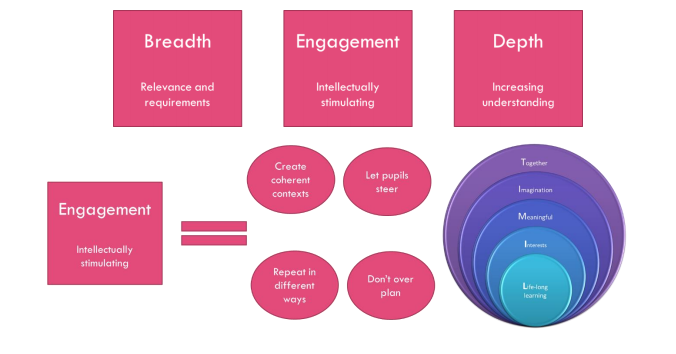 Breadth
Relevance and
requirements
Engagement
Intellectually
stimulating
Depth
Increasing
understanding
Engagement
Intellectually
stimulating
Create
coherent
contexts
Let pupils
steer
Repeat in
different
ways
Don't over
plan
Together
Imagination
Meaningful
Interests
Life-long
learning